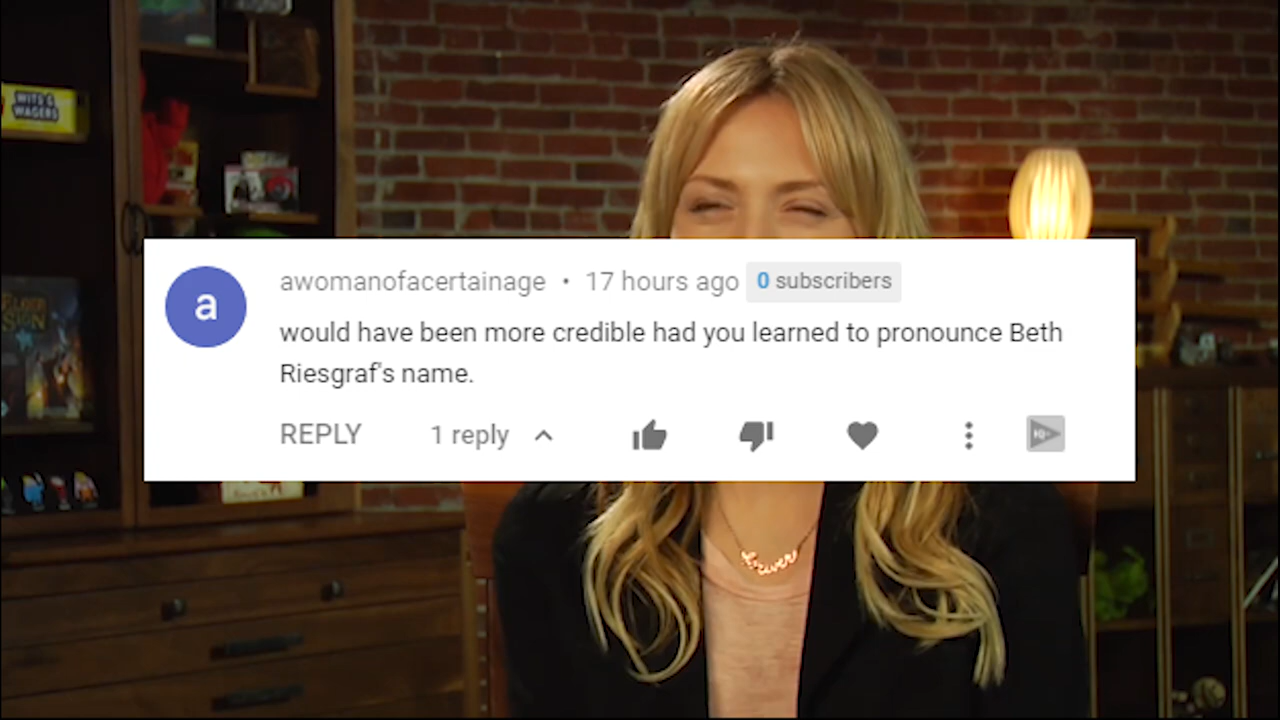 WITS &
WAGERS
a
awomanofacertainage • 17 hours ago 0 subscribers
would have been more credible had you learned to pronounce Beth
Riesgraf's name.
REPLY 1 reply